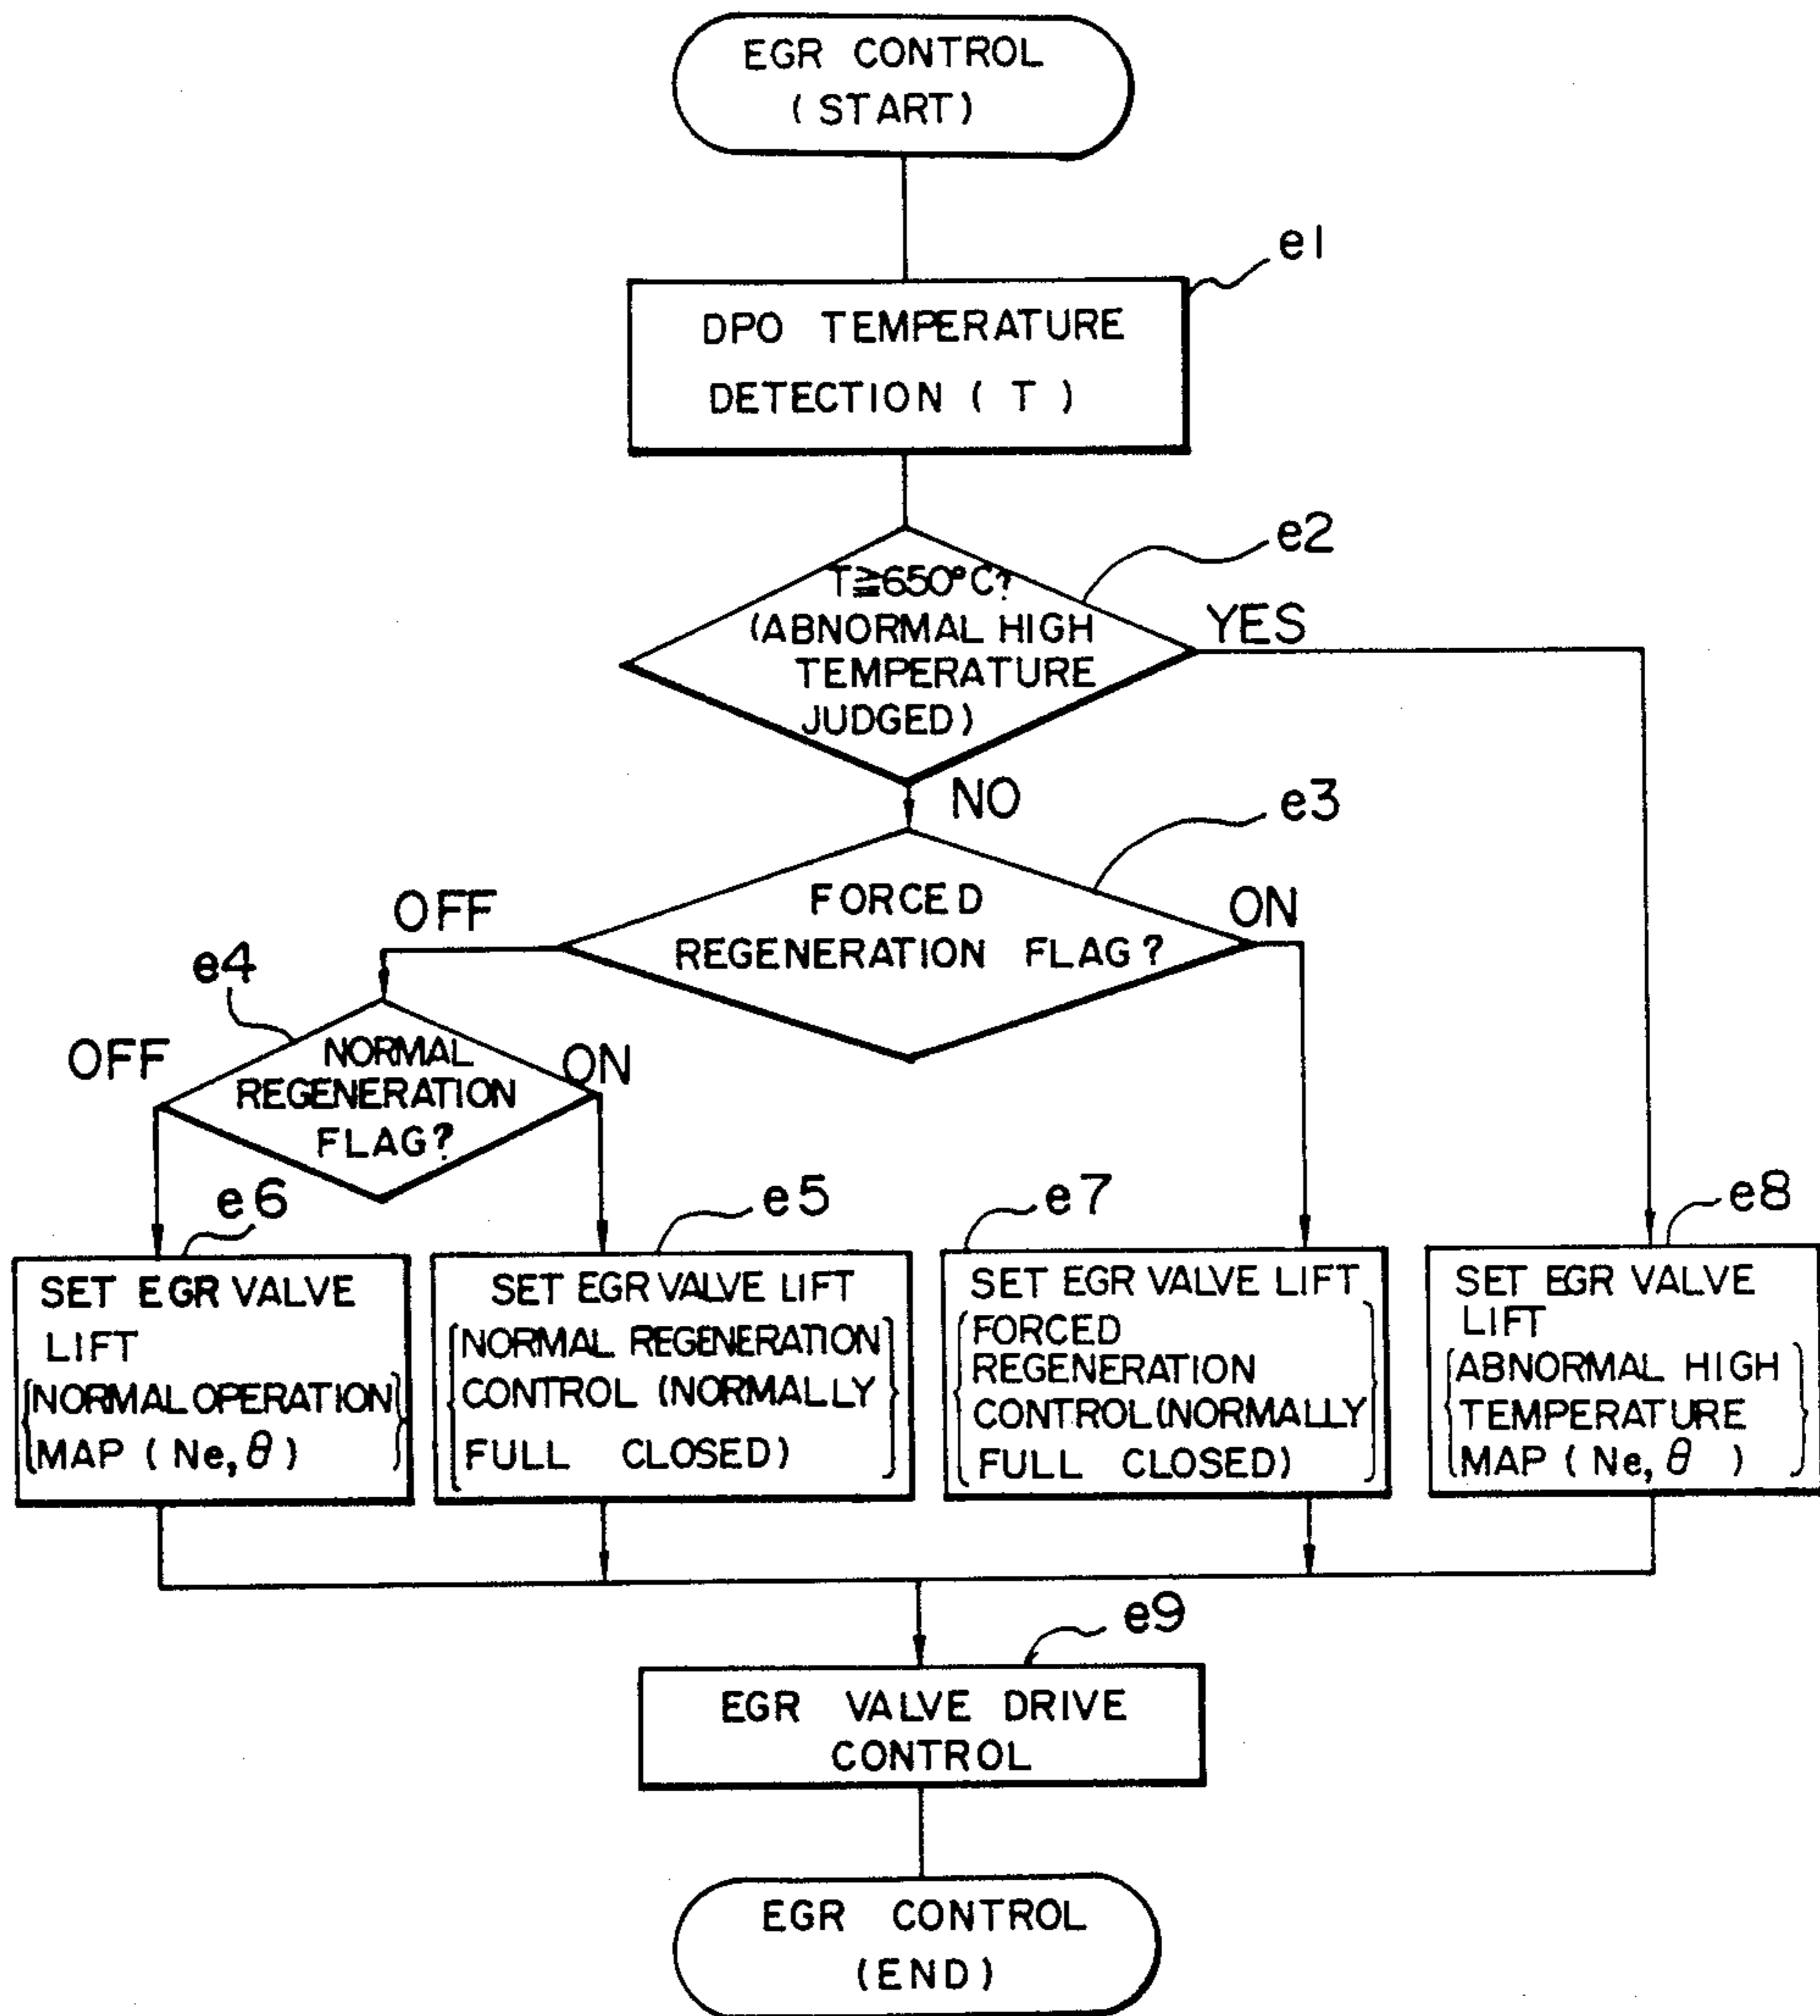 EGR CONTROL
(START)
e1
DPO TEMPERATURE
DETECTION (T)
e2
T≧650°C?
(ABNORMAL HIGH
TEMPERATURE
JUDGED)
YES
NO
e3
FORCED
REGENERATION FLAG?
OFF
ON
e4
NORMAL
REGENERATION
FLAG?
OFF
ON
e6
SET EGR VALVE
LIFT
NORMAL OPERATION
MAP (Ne, θ)
e5
SET EGR VALVE LIFT
NORMAL REGENERATION
CONTROL (NORMALLY
FULL CLOSED)
e7
SET EGR VALVE LIFT
FORCED
REGENERATION
CONTROL (NORMALLY
FULL CLOSED)
e8
SET EGR VALVE
LIFT
ABNORMAL HIGH
TEMPERATURE
MAP (Ne, θ)
e9
EGR VALVE DRIVE
CONTROL
EGR CONTROL
(END)